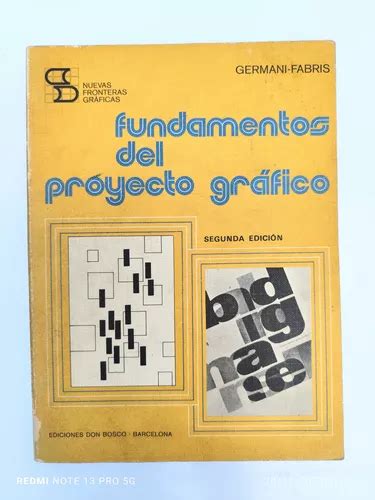 GERMANI-FABRIS
NUEVAS
FRONTERAS
GRÁFICAS
fundamentos
del
proyecto gráfico
SEGUNDA EDICIÓN
EDICIONES DON BOSCO - BARCELONA
REDMI NOTE 13 PRO 5G